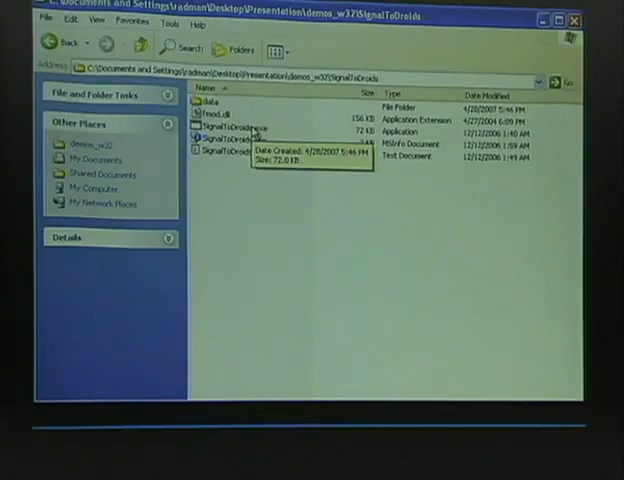 C:\Documents and Settings\radman\Desktop\Presentation\demos_w32\SignalToDroids
File Edit View Favorites Tools Help
Back Search Folders
Address C:\Documents and Settings\radman\Desktop\Presentation\demos_w32\SignalToDroids Go
File and Folder Tasks
Other Places
demos_w32
My Documents
Shared Documents
My Computer
My Network Places
Details
Name Size Type Date Modified
data File Folder 4/28/2007 5:46 PM
fmod.dll 156 KB Application Extension 4/27/2004 6:09 PM
SignalToDroids.exe 72 KB Application 12/12/2006 1:40 AM
SignalToDroids KB MSInfo Document 12/12/2006 1:59 AM
SignalToDroids Text Document 12/12/2006 1:49 AM
Date Created: 4/28/2007 5:46 PM
Size: 72.0 KB